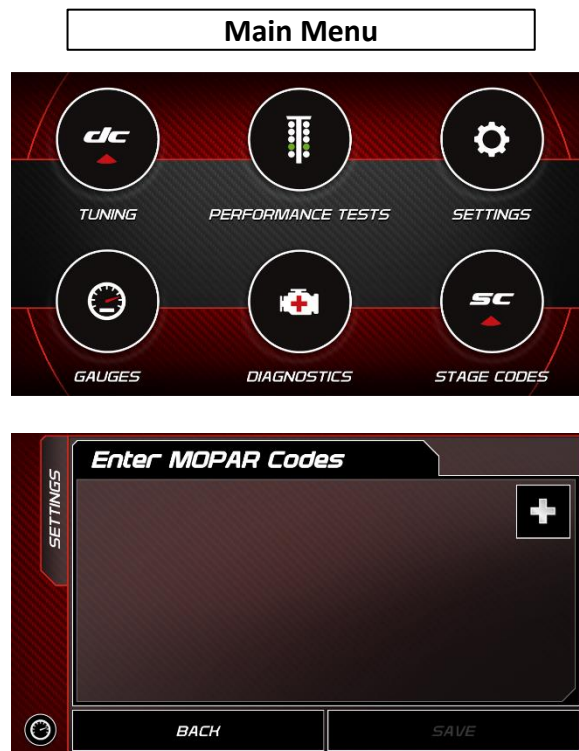 Main Menu
dc
TUNING
PERFORMANCE TESTS
SETTINGS
GAUGES
DIAGNOSTICS
sc
STAGE CODES
SETTINGS
Enter MOPAR Codes
BACK
SAVE